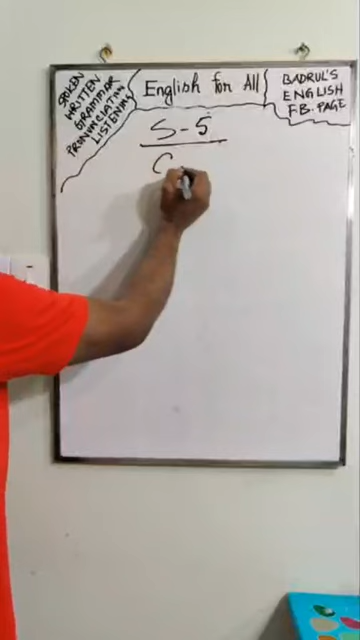 SPOKEN
WRITTEN
GRAMMAR
PRONUNCIATION
LISTENING
English for All
BADRUL'S
ENGLISH
F.B. PAGE
S-5
C